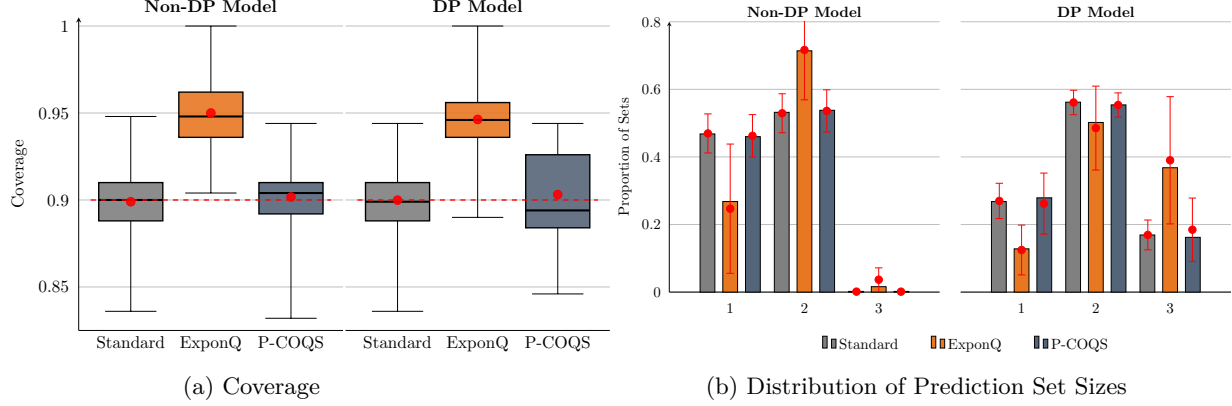 Non-DP Model
DP Model
Coverage
1
0.95
0.9
0.85
Standard ExponQ P-COQS
Standard ExponQ P-COQS
(a) Coverage
Non-DP Model
DP Model
Proportion of Sets
0.8
0.6
0.4
0.2
0
1 2 3
1 2 3
Standard ExponQ P-COQS
(b) Distribution of Prediction Set Sizes